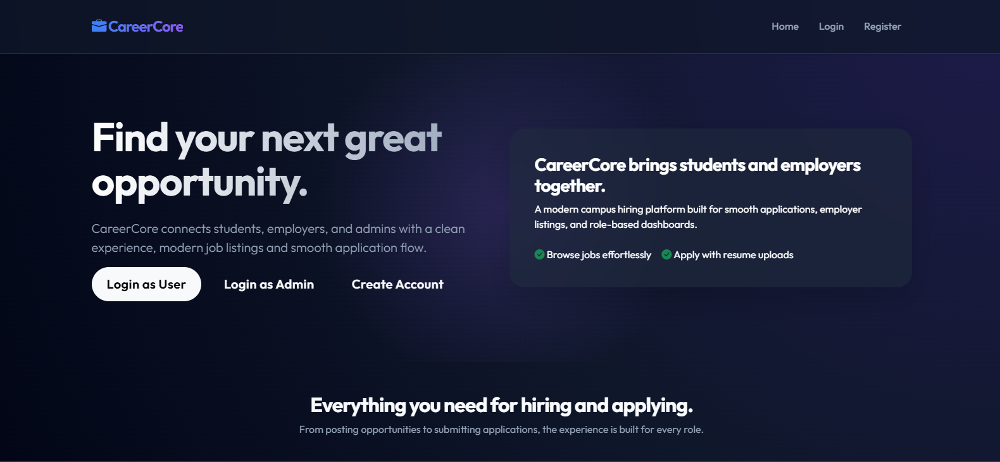 CareerCore
Home Login Register
Find your next great
opportunity.
CareerCore connects students, employers, and admins with a clean
experience, modern job listings and smooth application flow.
Login as User Login as Admin Create Account
CareerCore brings students and employers
together.
A modern campus hiring platform built for smooth applications, employer
listings, and role-based dashboards.
Browse jobs effortlessly Apply with resume uploads
Everything you need for hiring and applying.
From posting opportunities to submitting applications, the experience is built for every role.